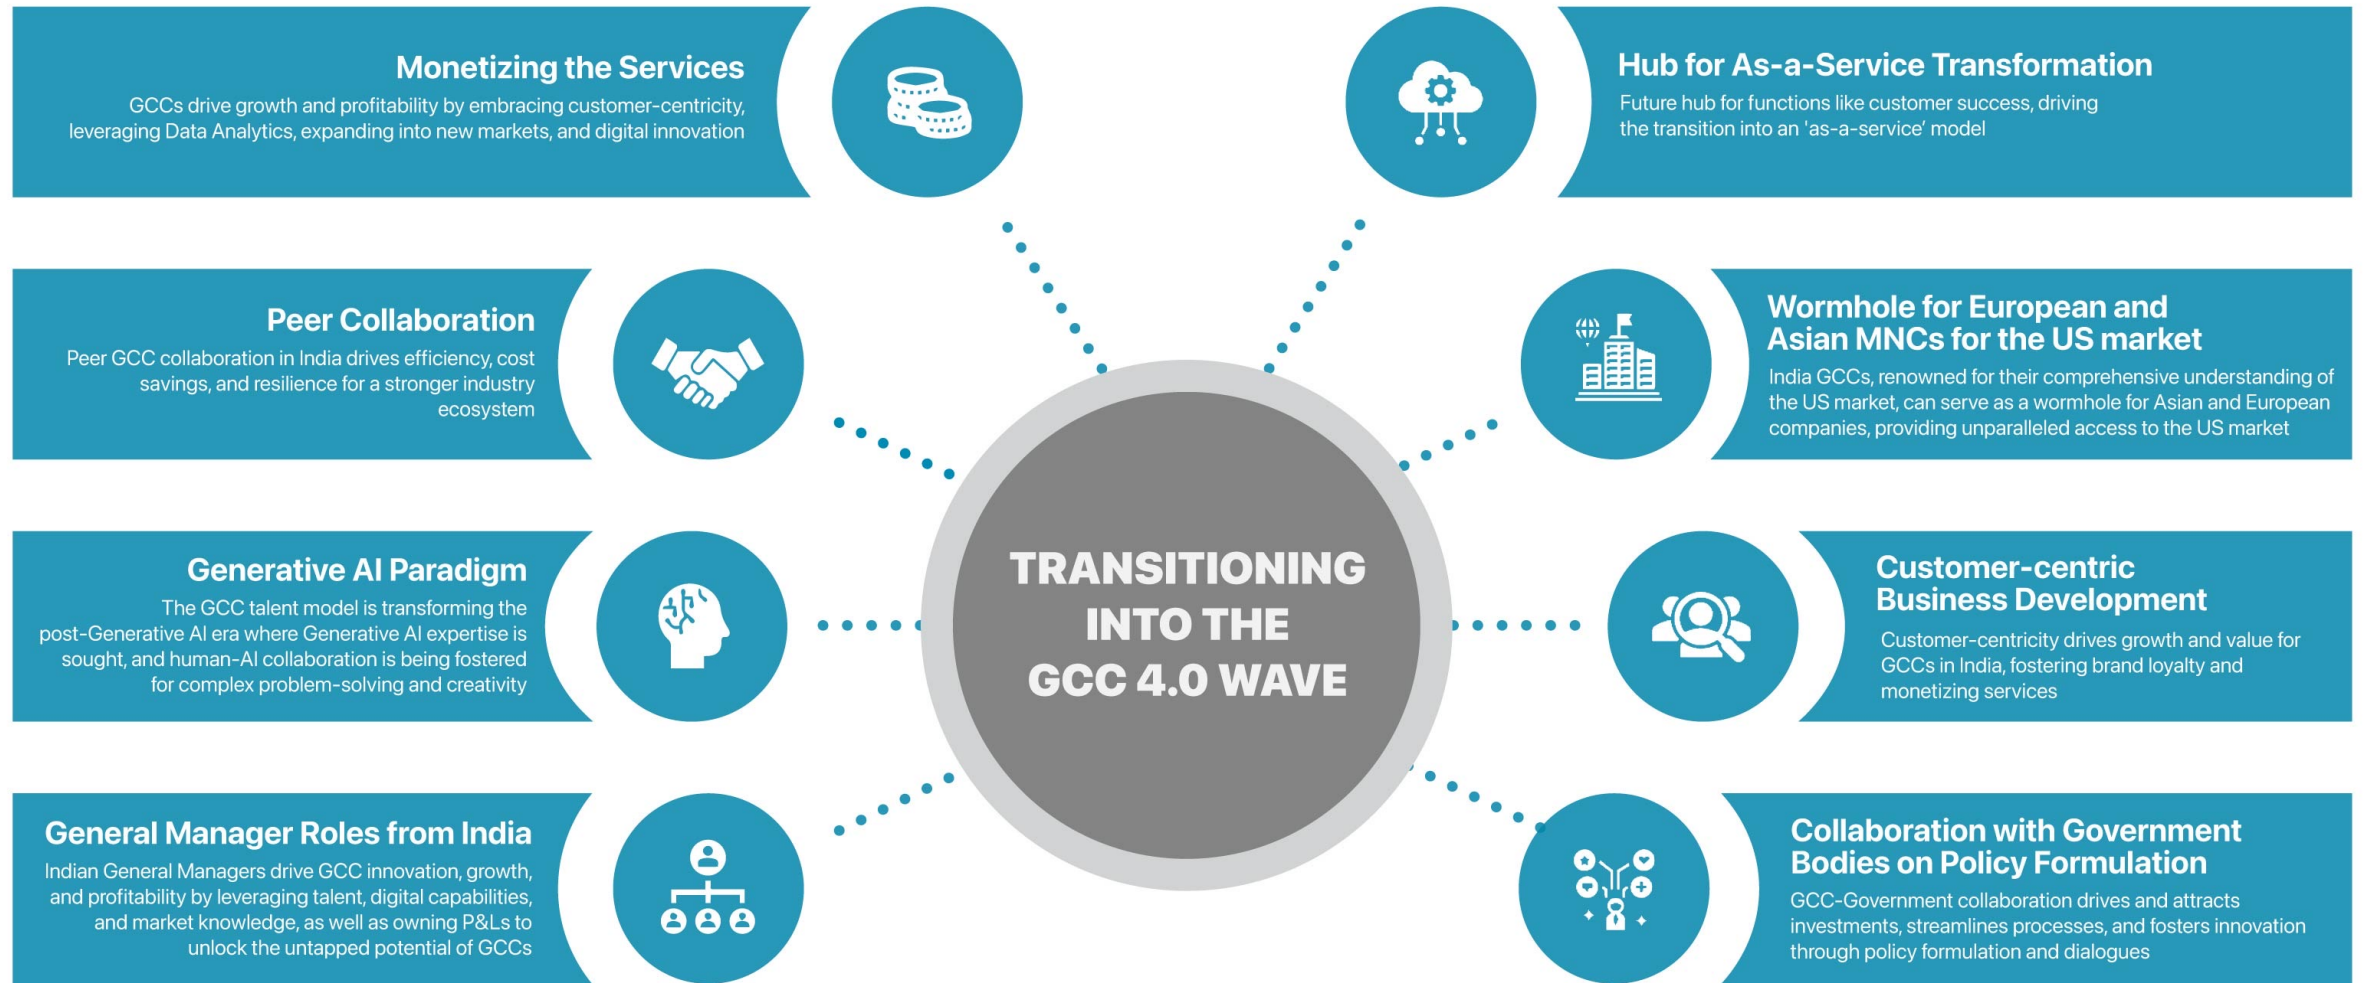 Monetizing the Services
GCCs drive growth and profitability by embracing customer-centricity,
leveraging Data Analytics, expanding into new markets, and digital innovation
Hub for As-a-Service Transformation
Future hub for functions like customer success, driving
the transition into an 'as-a-service’ model
Peer Collaboration
Peer GCC collaboration in India drives efficiency, cost
savings, and resilience for a stronger industry
ecosystem
Wormhole for European and
Asian MNCs for the US market
India GCCs, renowned for their comprehensive understanding of
the US market, can serve as a wormhole for Asian and European
companies, providing unparalleled access to the US market
Generative AI Paradigm
The GCC talent model is transforming the
post-Generative AI era where Generative AI expertise is
sought, and human-AI collaboration is being fostered
for complex problem-solving and creativity
TRANSITIONING
INTO THE
GCC 4.0 WAVE
Customer-centric
Business Development
Customer-centricity drives growth and value for
GCCs in India, fostering brand loyalty and
monetizing services
General Manager Roles from India
Indian General Managers drive GCC innovation, growth,
and profitability by leveraging talent, digital capabilities,
and market knowledge, as well as owning P&Ls to
unlock the untapped potential of GCCs
Collaboration with Government
Bodies on Policy Formulation
GCC-Government collaboration drives and attracts
investments, streamlines processes, and fosters innovation
through policy formulation and dialogues